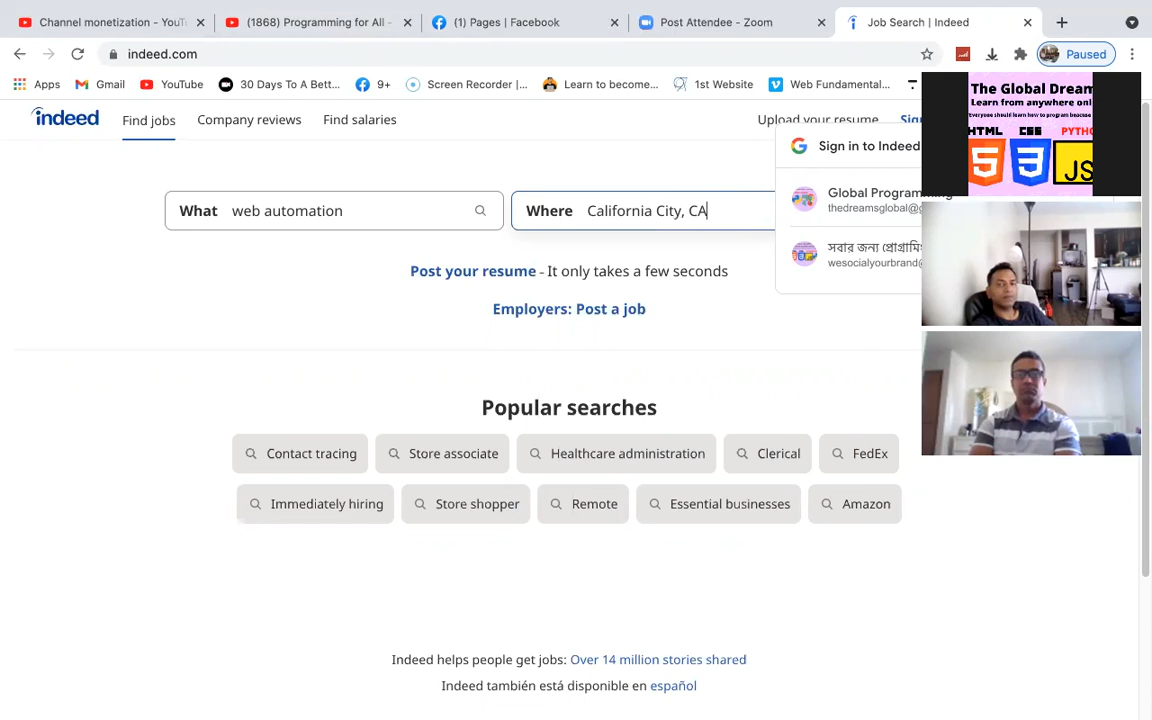 Channel monetization - YouT
(1868) Programming for All -
(1) Pages | Facebook
Post Attendee - Zoom
Job Search | Indeed
indeed.com
Paused
Apps
Gmail
YouTube
30 Days To A Bett...
9+
Screen Recorder |...
Learn to become...
1st Website
Web Fundamental...
indeed
Find jobs
Company reviews
Find salaries
Upload your resume
Sign
The Global Dream
Learn from anywhere onl
HTML
CSS
PYTHO
5
3
JS
Sign in to Indeed
Global Programming
thedreamsglobal@g
সবার জন্য প্রোগ্রামিং
wesocialyourbrand@
What web automation
Where California City, CA
Post your resume - It only takes a few seconds
Employers: Post a job
Popular searches
Contact tracing
Store associate
Healthcare administration
Clerical
FedEx
Immediately hiring
Store shopper
Remote
Essential businesses
Amazon
Indeed helps people get jobs: Over 14 million stories shared
Indeed también está disponible en español